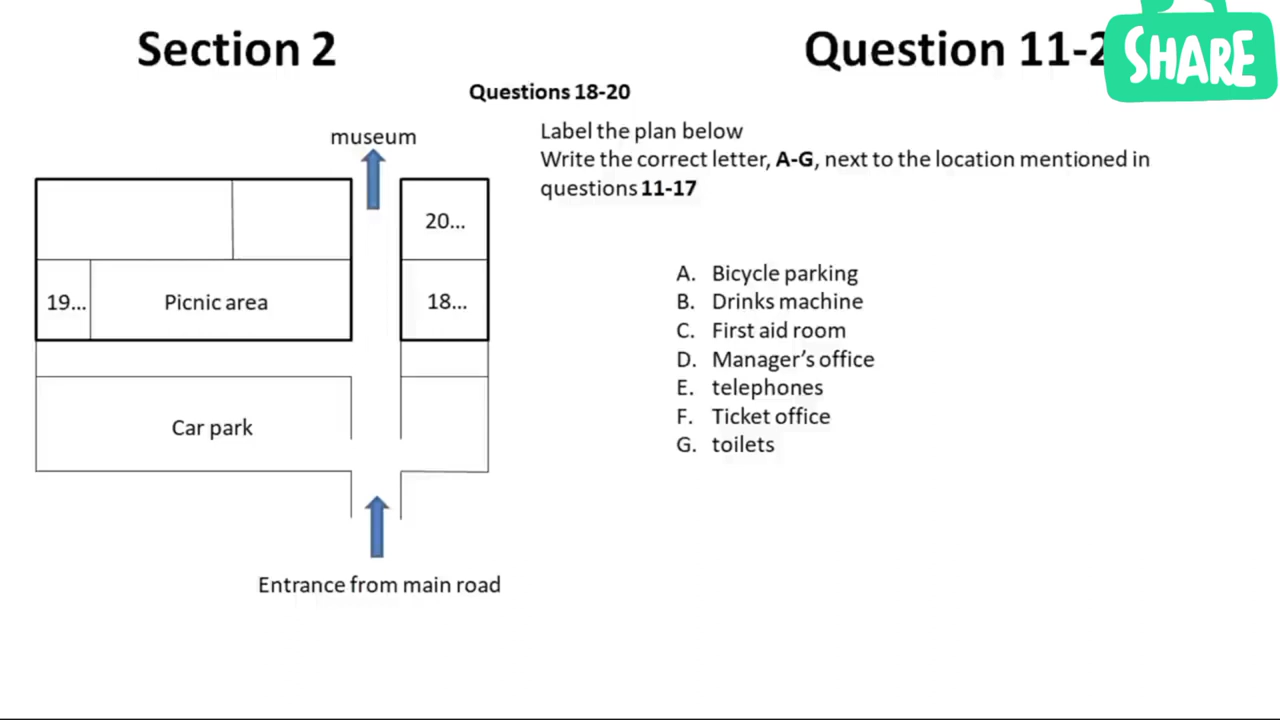 Section 2
Question 11-2
SHARE
Questions 18-20
Label the plan below
Write the correct letter, A-G, next to the location mentioned in
questions 11-17
museum
20...
19...
Picnic area
18...
Car park
Entrance from main road
A. Bicycle parking
B. Drinks machine
C. First aid room
D. Manager’s office
E. telephones
F. Ticket office
G. toilets